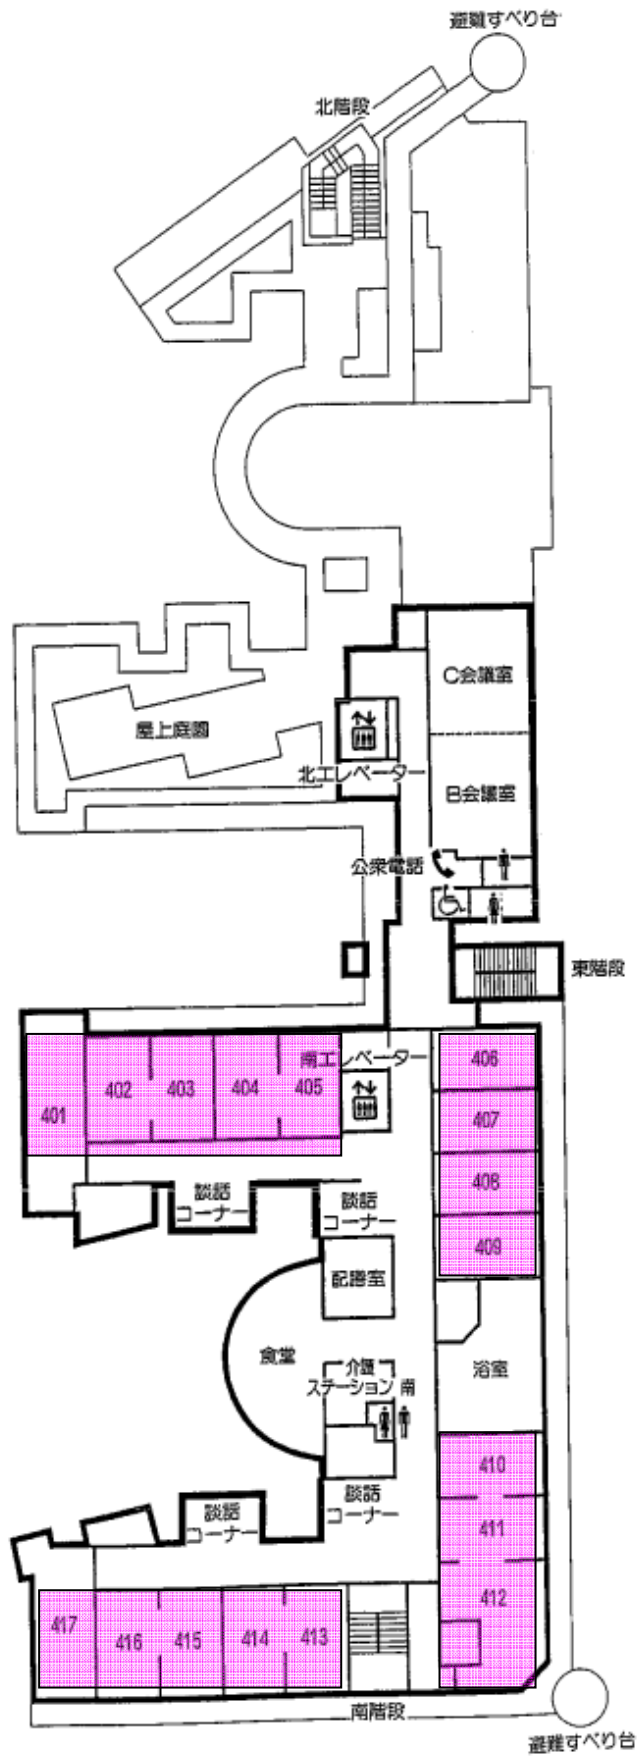 避難すべり台
北階段
C会議室
屋上庭園
北エレベーター
B会議室
公衆電話
東階段
南エレベーター
406
402
403
404
405
401
407
408
談話
コーナー
談話
コーナー
409
配膳室
食堂
介護
ステーション 南
浴室
410
談話
コーナー
談話
コーナー
411
412
417
416
415
414
413
南階段
避難すべり台